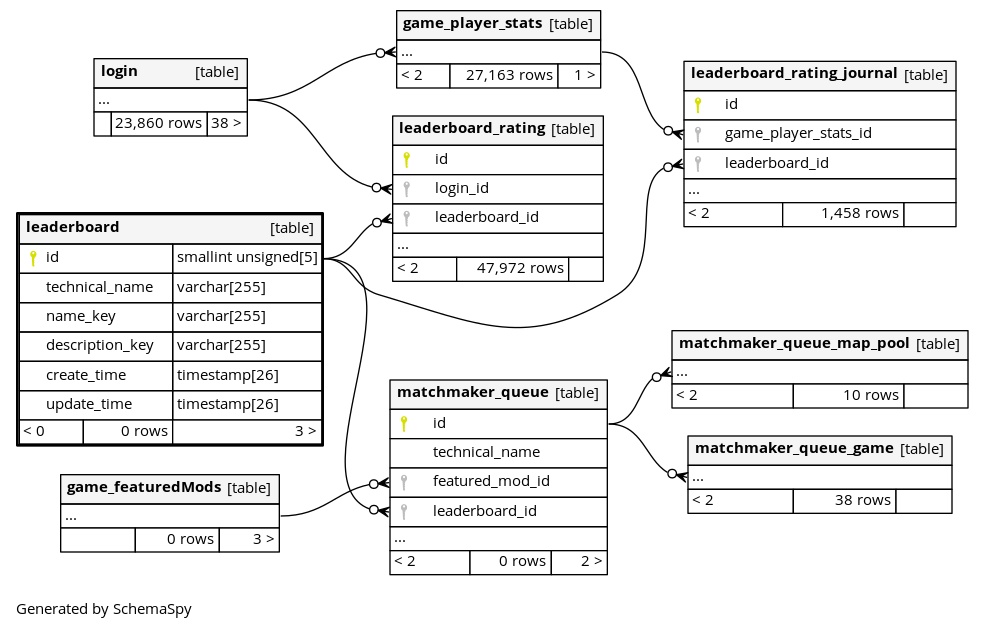 game_player_stats [table]
...
< 2 27,163 rows 1 >
login [table]
...
23,860 rows 38 >
leaderboard_rating_journal [table]
id
game_player_stats_id
leaderboard_id
...
< 2 1,458 rows
leaderboard_rating [table]
id
login_id
leaderboard_id
...
< 2 47,972 rows
leaderboard [table]
id smallint unsigned[5]
technical_name varchar[255]
name_key varchar[255]
description_key varchar[255]
create_time timestamp[26]
update_time timestamp[26]
< 0 0 rows 3 >
matchmaker_queue_map_pool [table]
...
< 2 10 rows
matchmaker_queue [table]
id
technical_name
featured_mod_id
leaderboard_id
...
< 2 0 rows 2 >
matchmaker_queue_game [table]
...
< 2 38 rows
game_featuredMods [table]
...
0 rows 3 >
Generated by SchemaSpy